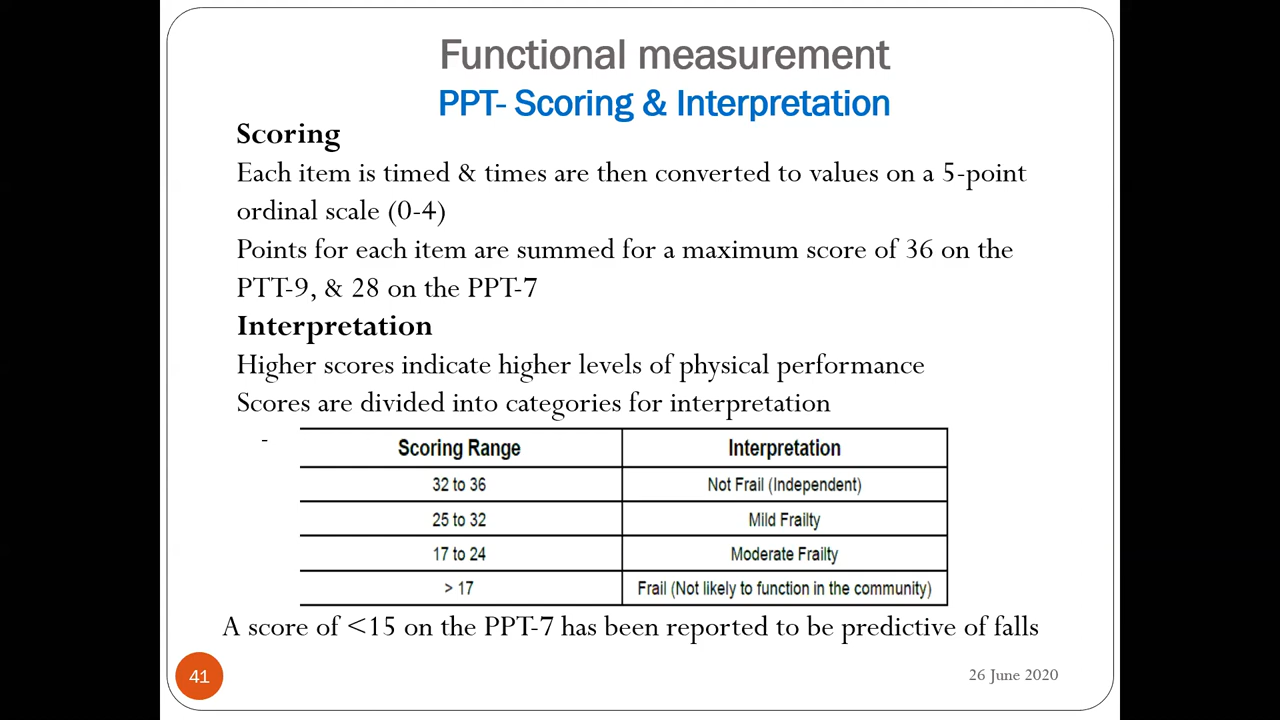 Functional measurement
PPT- Scoring & Interpretation
Scoring
Each item is timed & times are then converted to values on a 5-point
ordinal scale (0-4)
Points for each item are summed for a maximum score of 36 on the
PTT-9, & 28 on the PPT-7
Interpretation
Higher scores indicate higher levels of physical performance
Scores are divided into categories for interpretation
-
Scoring Range Interpretation
32 to 36 Not Frail (Independent)
25 to 32 Mild Frailty
17 to 24 Moderate Frailty
> 17 Frail (Not likely to function in the community)
A score of <15 on the PPT-7 has been reported to be predictive of falls
41 26 June 2020